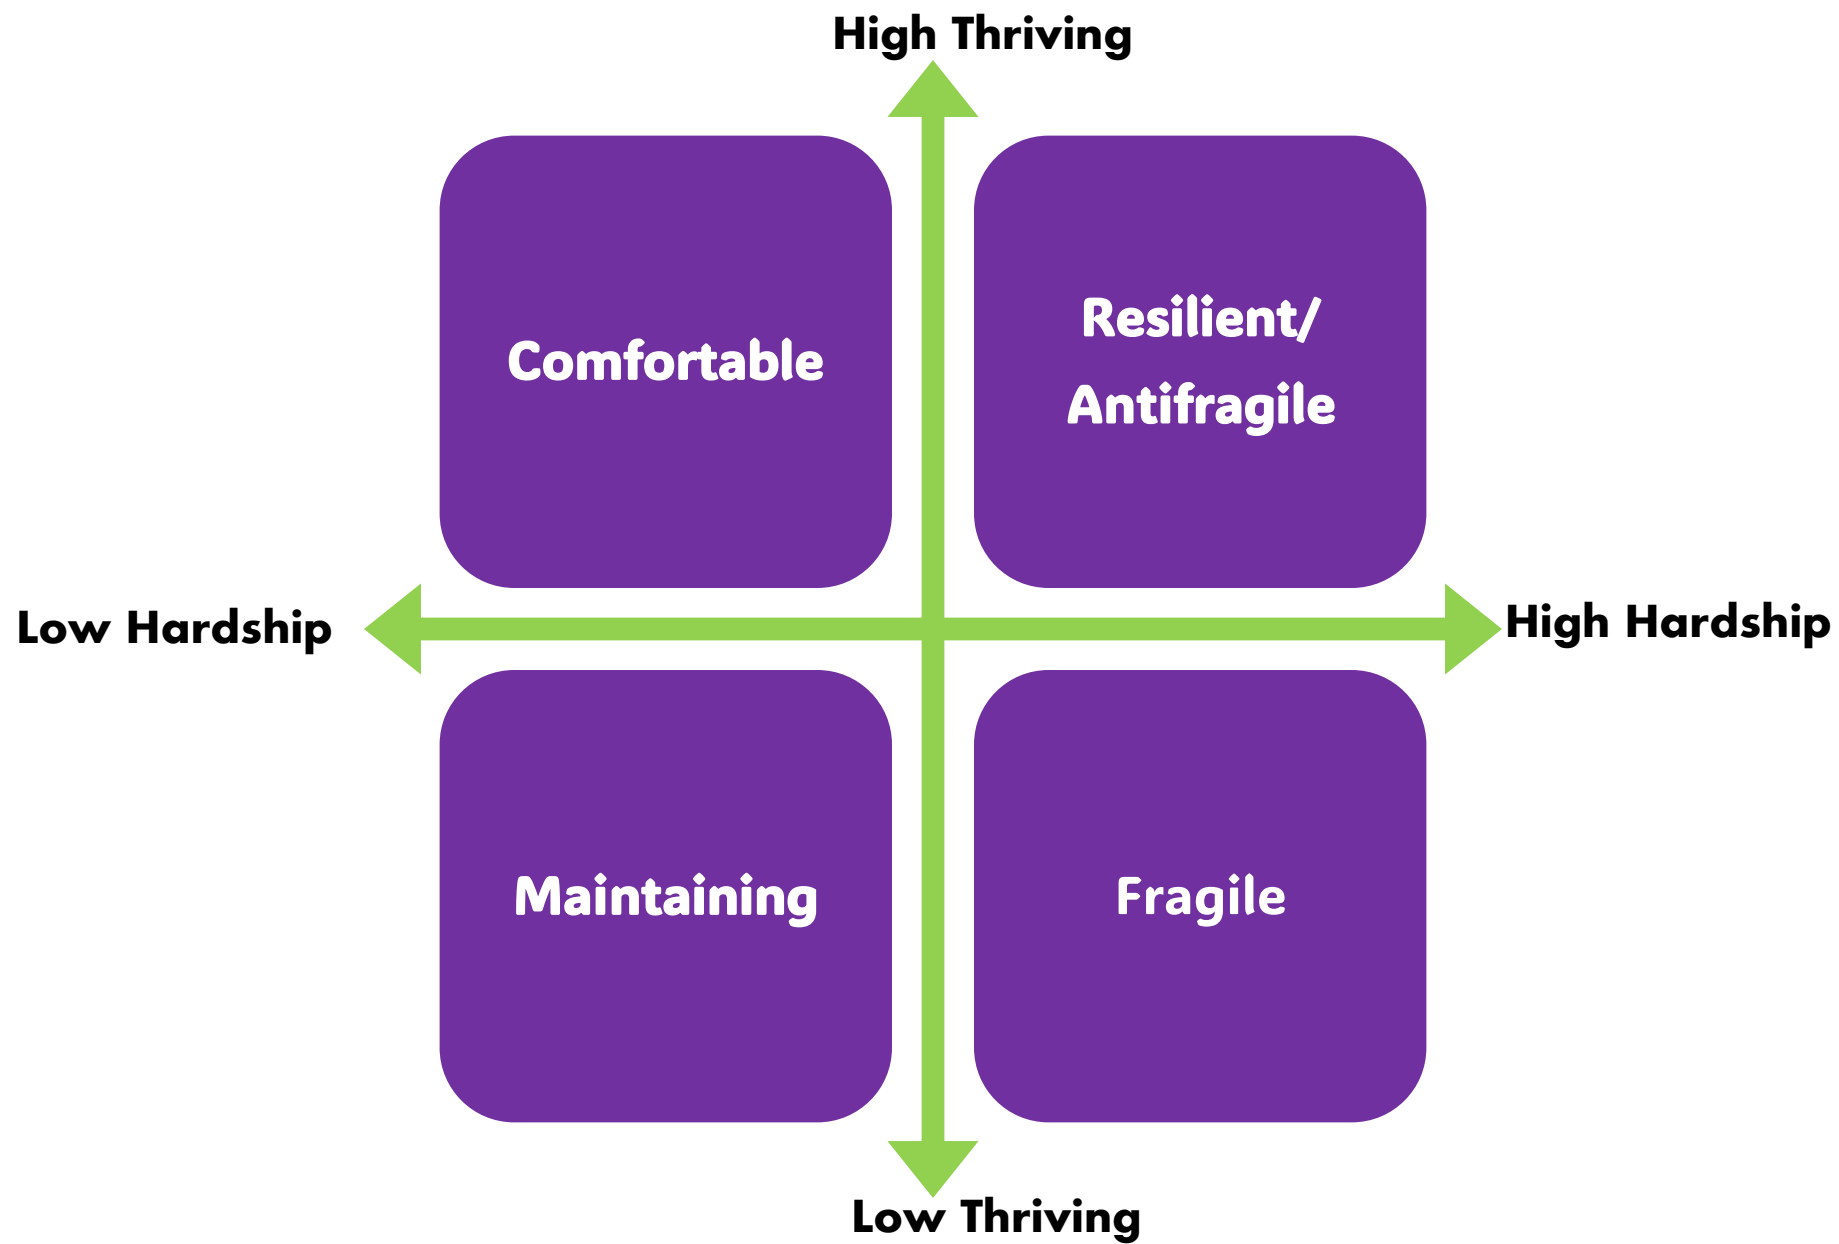 High Thriving
Comfortable
Resilient/
Antifragile
Low Hardship
High Hardship
Maintaining
Fragile
Low Thriving